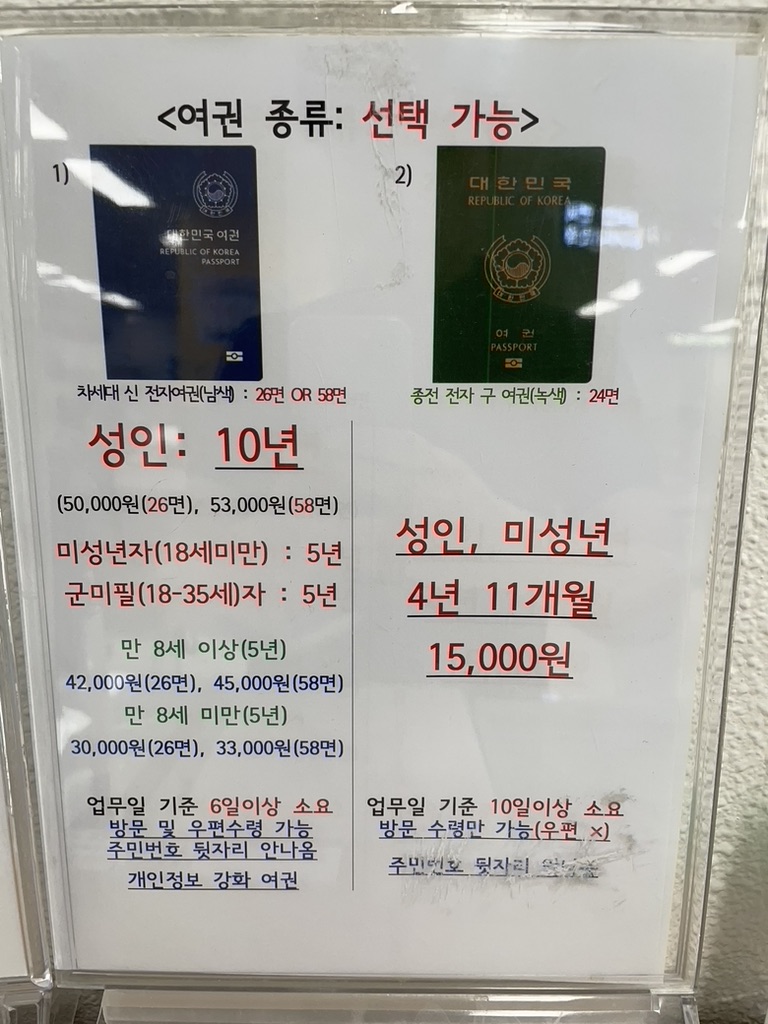 <여권 종류: 선택 가능>
1)
대한민국 여권
REPUBLIC OF KOREA
PASSPORT
차세대 신 전자여권(남색) : 26면 OR 58면
성인: 10년
(50,000원(26면), 53,000원(58면)
미성년자(18세미만) : 5년
군미필(18-35세)자 : 5년
만 8세 이상(5년)
42,000원(26면), 45,000원(58면)
만 8세 미만(5년)
30,000원(26면), 33,000원(58면)
업무일 기준 6일이상 소요
방문 및 우편수령 가능
주민번호 뒷자리 안나옴
개인정보 강화 여권
2)
대한민국
REPUBLIC OF KOREA
여권
PASSPORT
종전 전자 구 여권(녹색) : 24면
성인, 미성년
4년 11개월
15,000원
업무일 기준 10일이상 소요
방문 수령만 가능(우편 ×)
주민번호 뒷자리